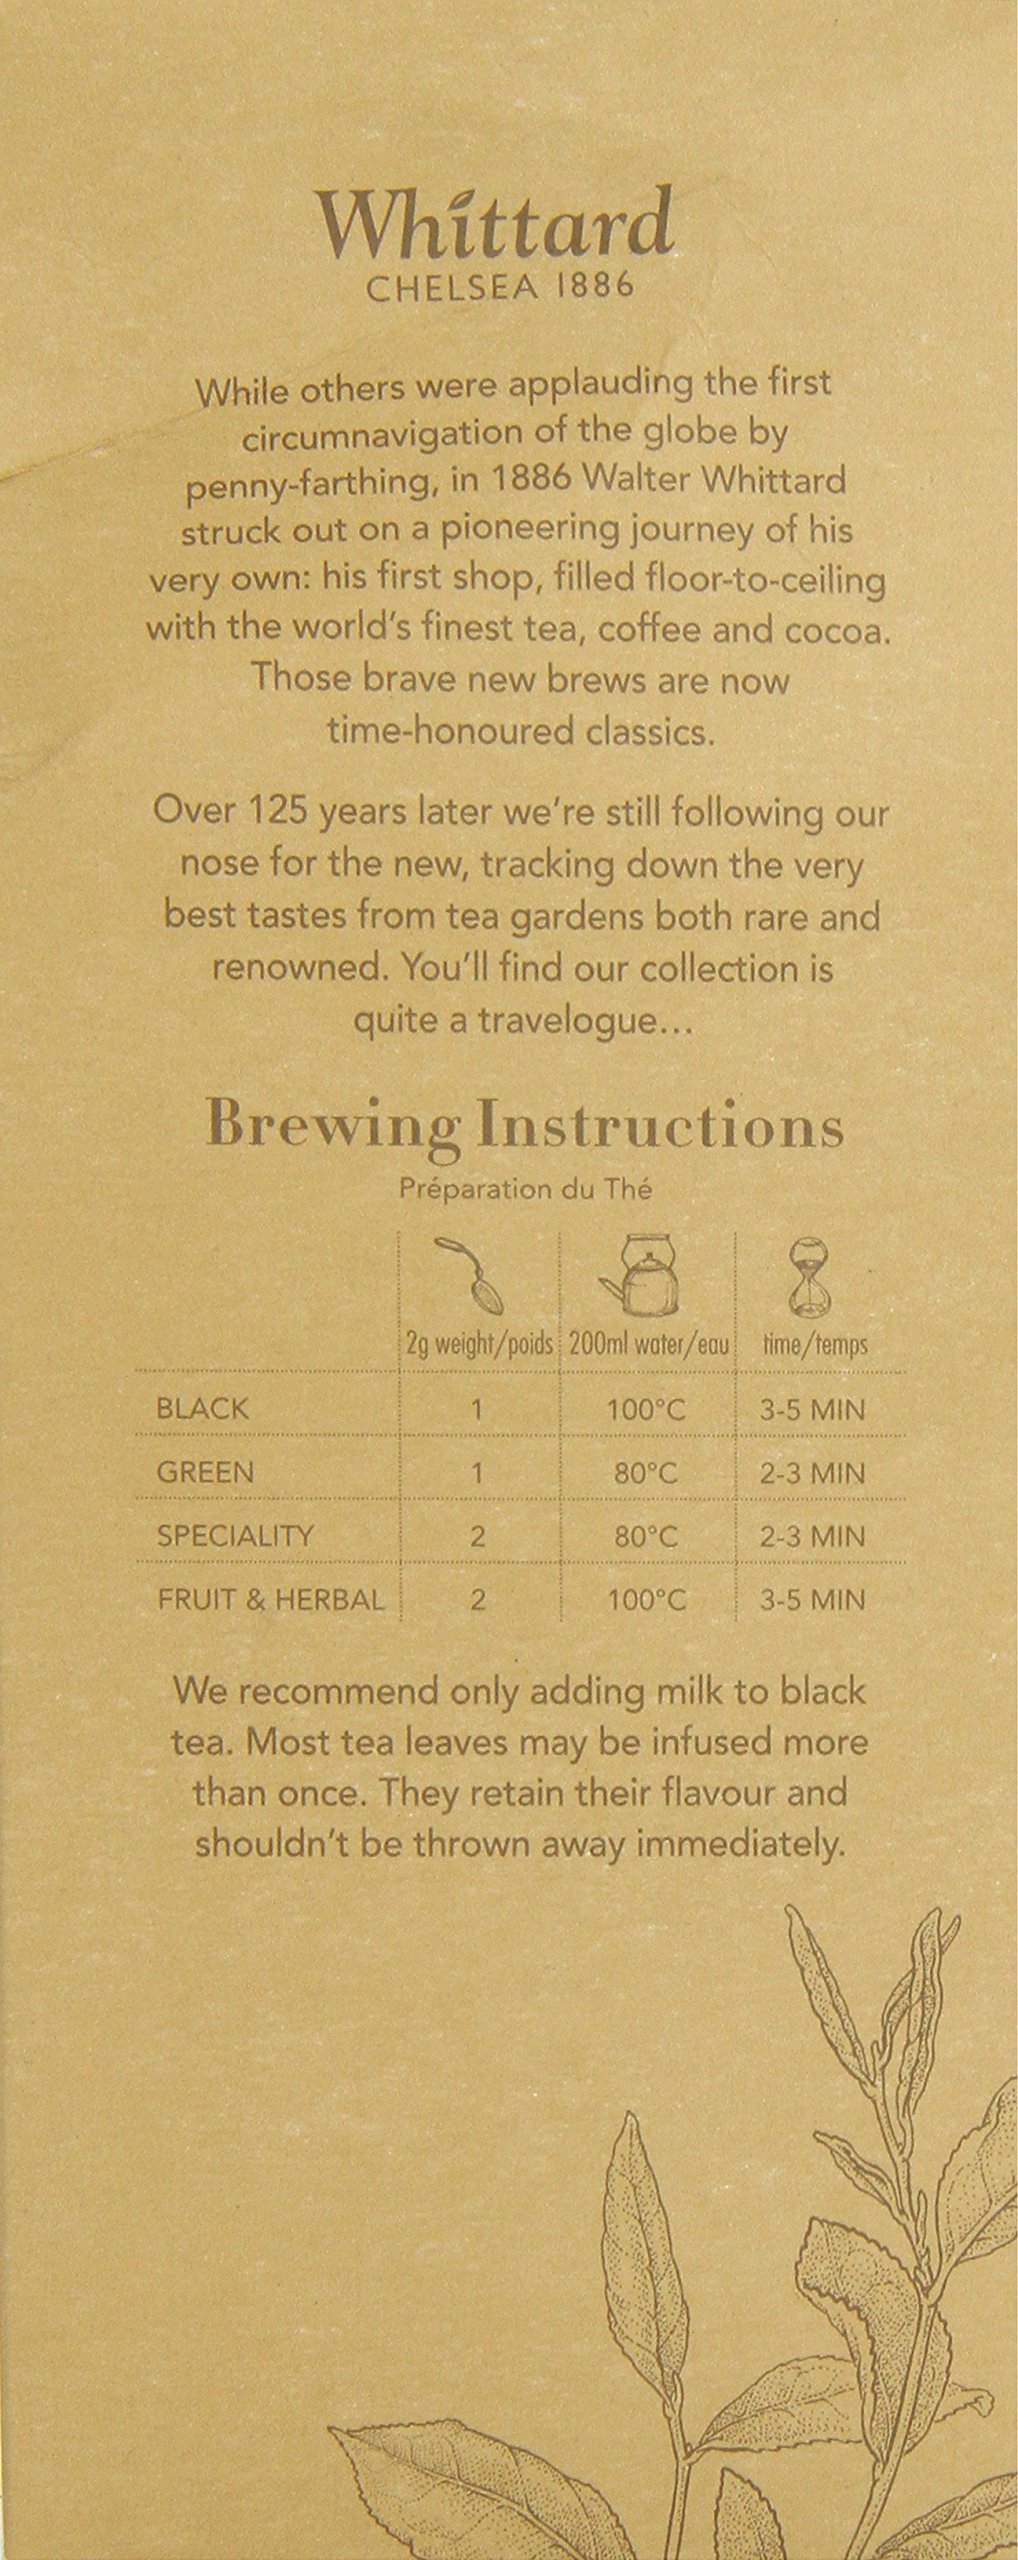 Whittard
CHELSEA 1886
While others were applauding the first
circumnavigation of the globe by
penny-farthing, in 1886 Walter Whittard
struck out on a pioneering journey of his
very own: his first shop, filled floor-to-ceiling
with the world's finest tea, coffee and cocoa.
Those brave new brews are now
time-honoured classics.
Over 125 years later we're still following our
nose for the new, tracking down the very
best tastes from tea gardens both rare and
renowned. You'll find our collection is
quite a travelogue...
Brewing Instructions
Préparation du Thé
2g weight/poids 200ml water/eau time/temps
BLACK 1 100°C 3-5 MIN
GREEN 1 80°C 2-3 MIN
SPECIALITY 2 80°C 2-3 MIN
FRUIT & HERBAL 2 100°C 3-5 MIN
We recommend only adding milk to black
tea. Most tea leaves may be infused more
than once. They retain their flavour and
shouldn't be thrown away immediately.